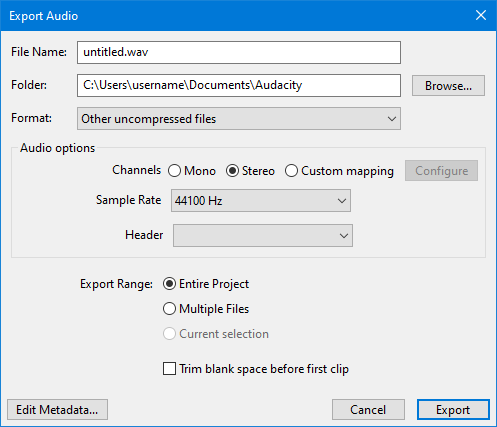 Export Audio
File Name: untitled.wav
Folder: C:\Users\username\Documents\Audacity Browse...
Format: Other uncompressed files
Audio options
Channels Mono Stereo Custom mapping Configure
Sample Rate 44100 Hz
Header
Export Range: Entire Project
Multiple Files
Current selection
Trim blank space before first clip
Edit Metadata... Cancel Export